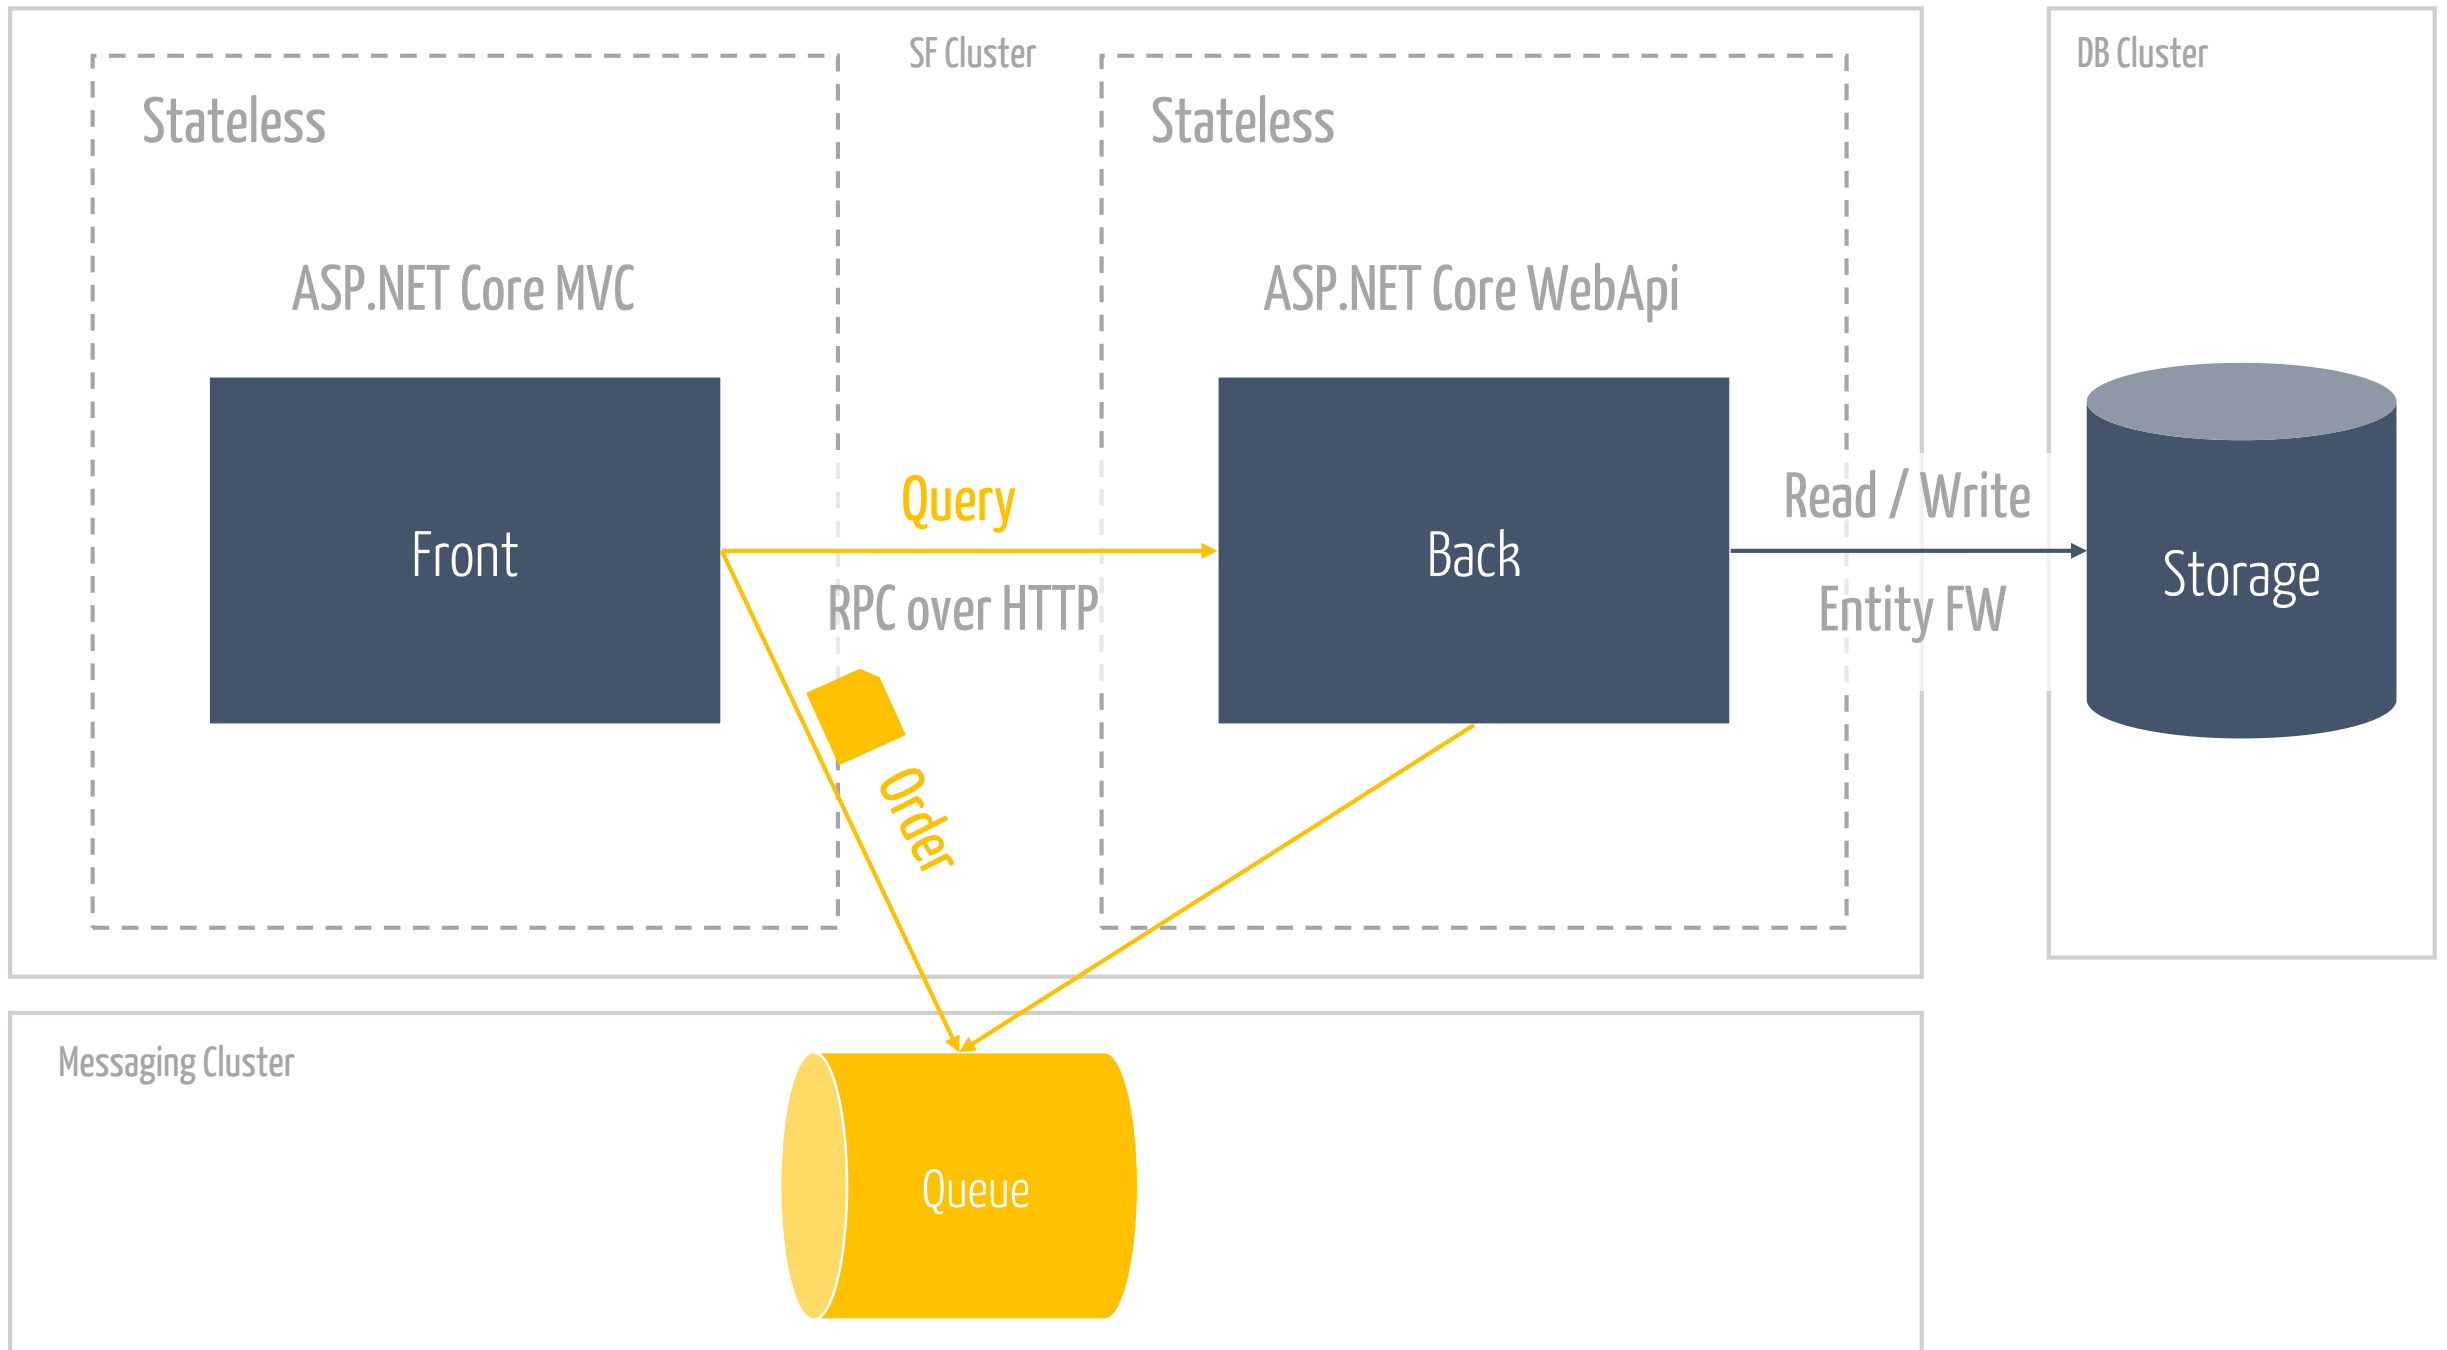 SF Cluster
DB Cluster
Stateless
Stateless
ASP.NET Core MVC
ASP.NET Core WebApi
Query
Read / Write
Front
Back
Storage
RPC over HTTP
Entity FW
Order
Messaging Cluster
Queue